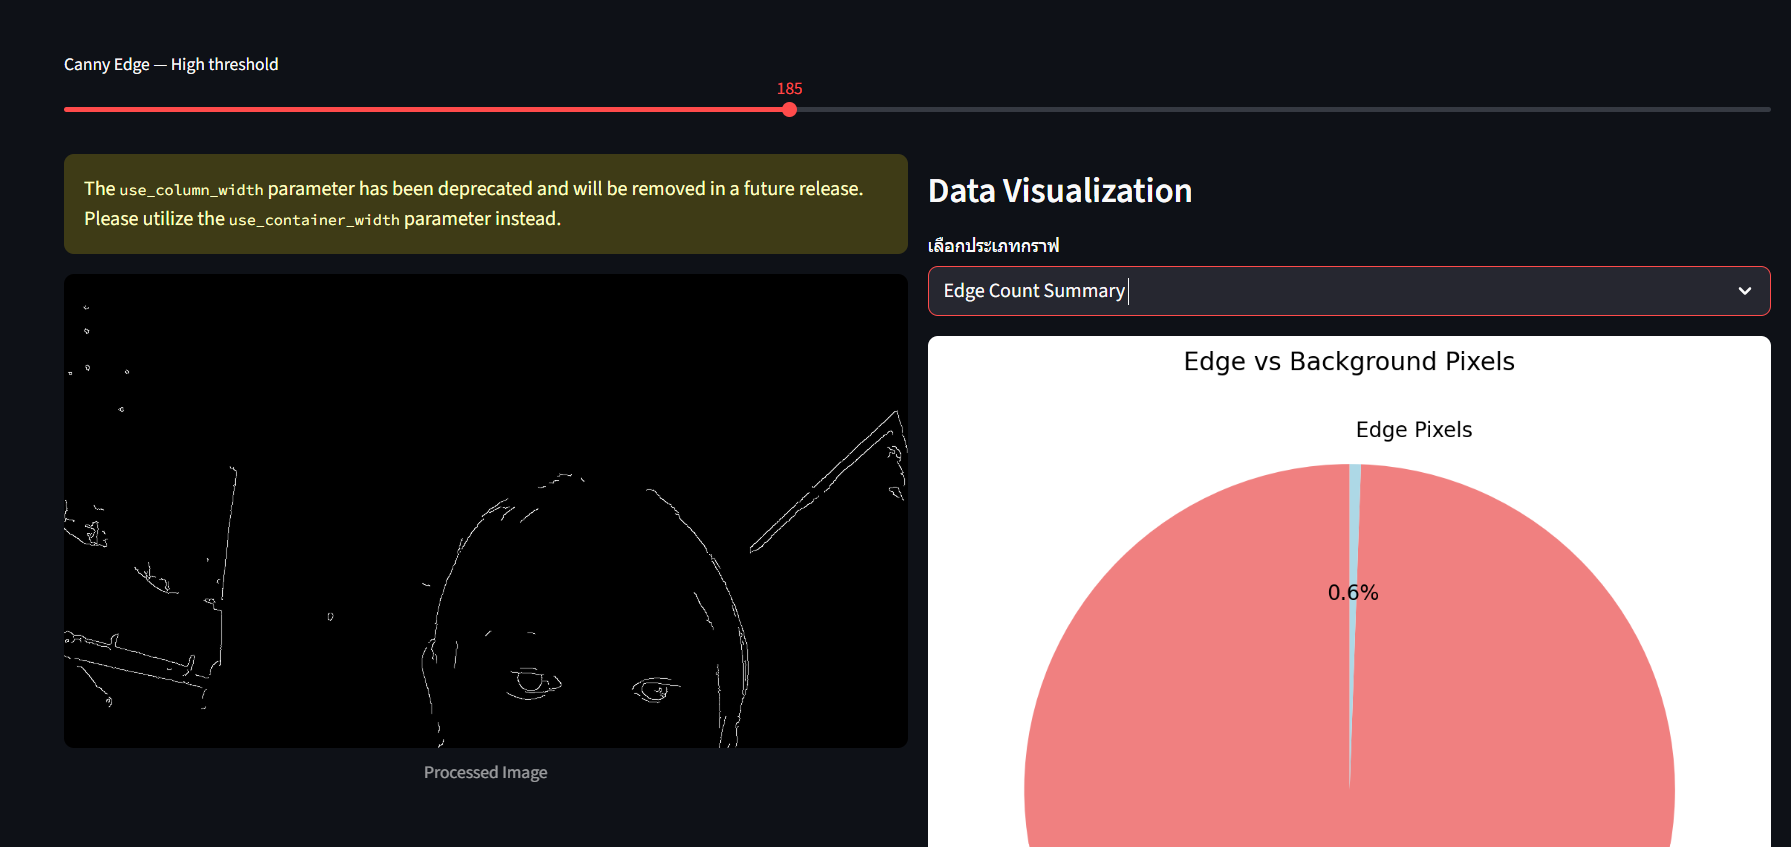 Canny Edge — High threshold
185
The use_column_width parameter has been deprecated and will be removed in a future release.
Please utilize the use_container_width parameter instead.
Processed Image
Data Visualization
เลือกประเภทกราฟ
Edge Count Summary
Edge vs Background Pixels
Edge Pixels
0.6%